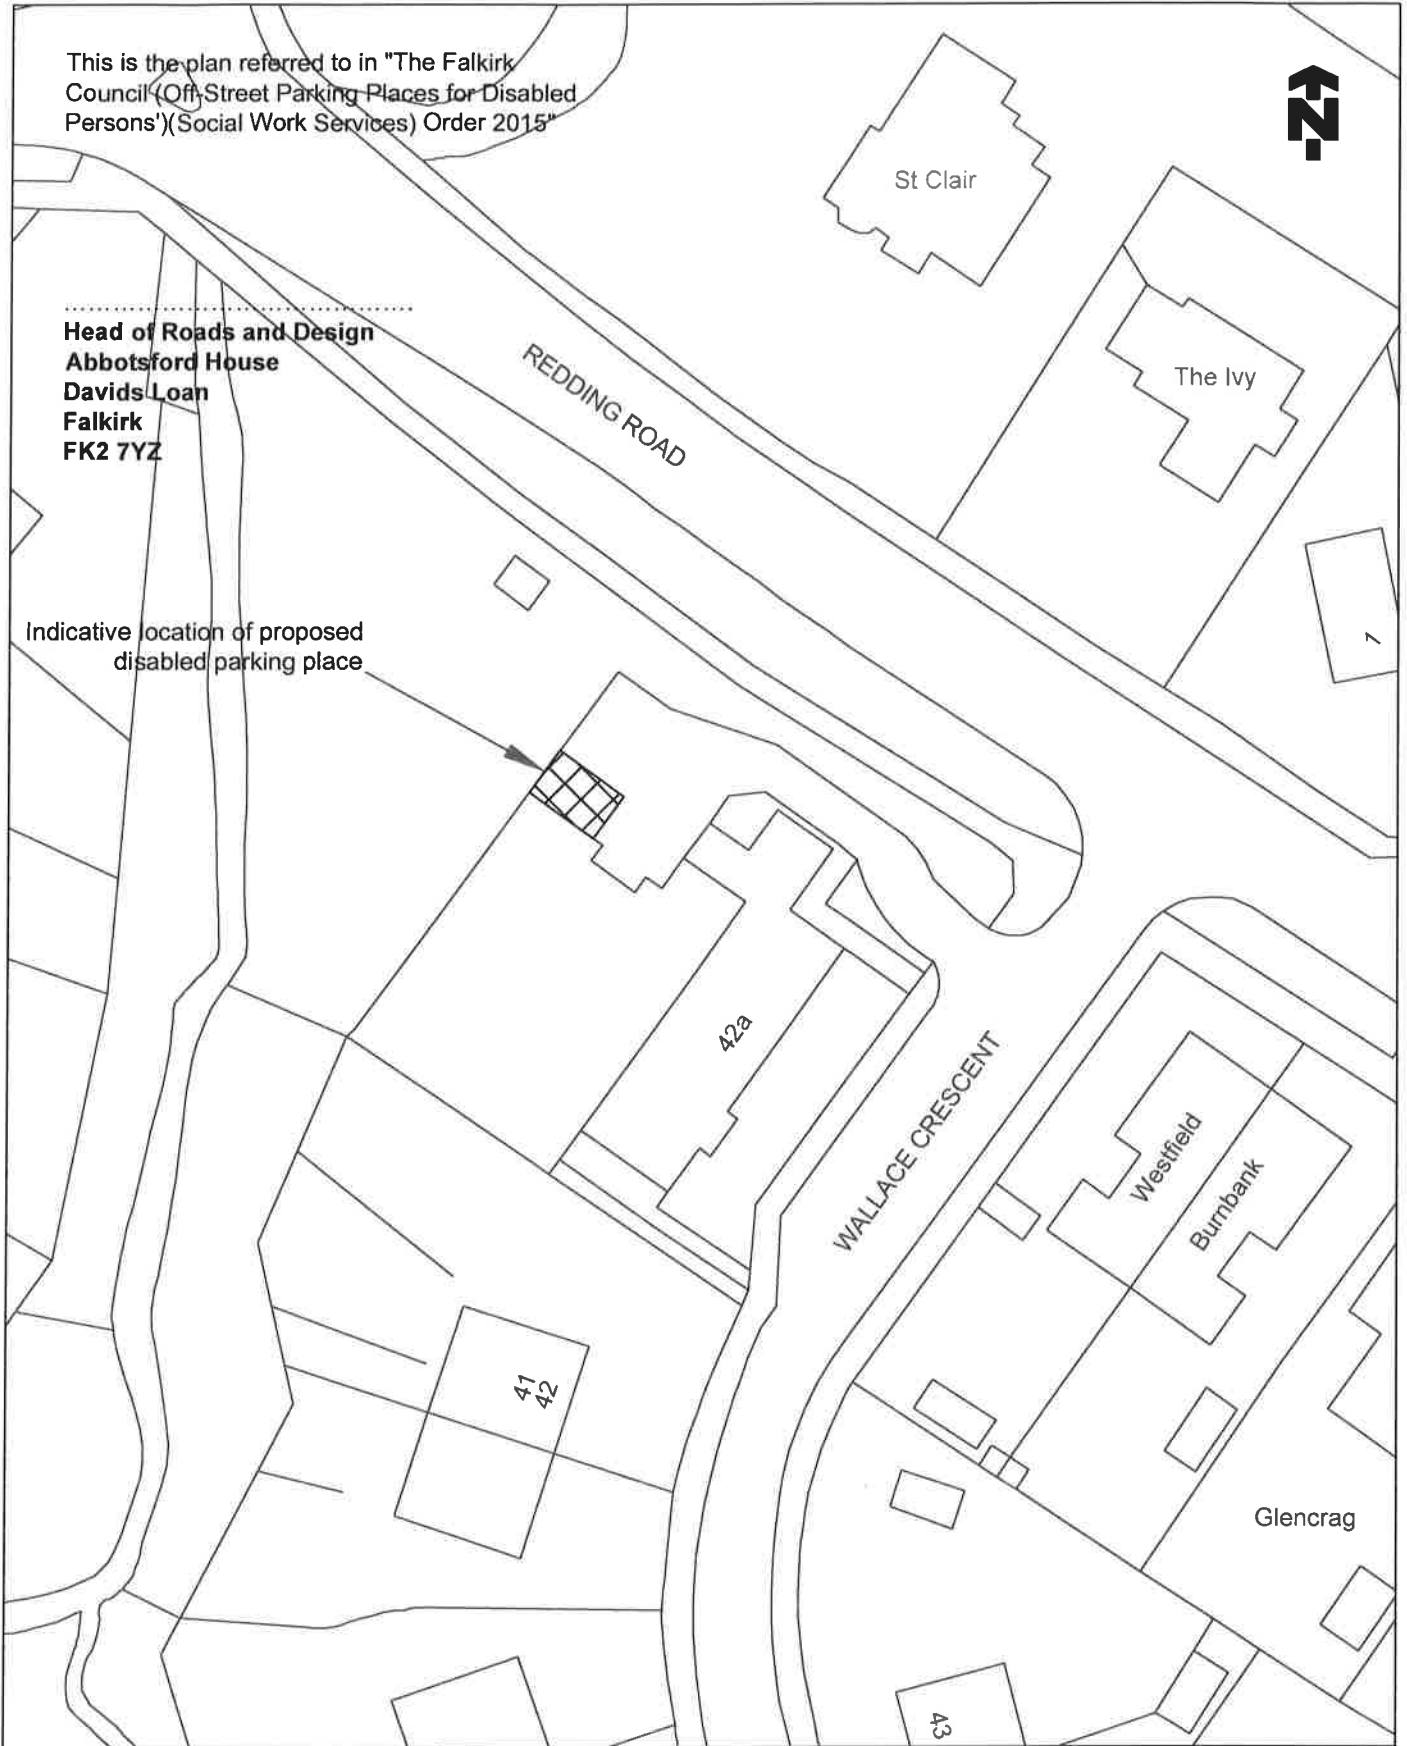 This is the plan referred to in "The Falkirk
Council (Off-Street Parking Places for Disabled
Persons')(Social Work Services) Order 2015"
N
St Clair
The Ivy
Head of Roads and Design
Abbotsford House
Davids Loan
Falkirk
FK2 7YZ
REDDING ROAD
1
Indicative location of proposed
disabled parking place
42a
WALLACE CRESCENT
Westfield
Burnbank
41
42
Glencrag
43